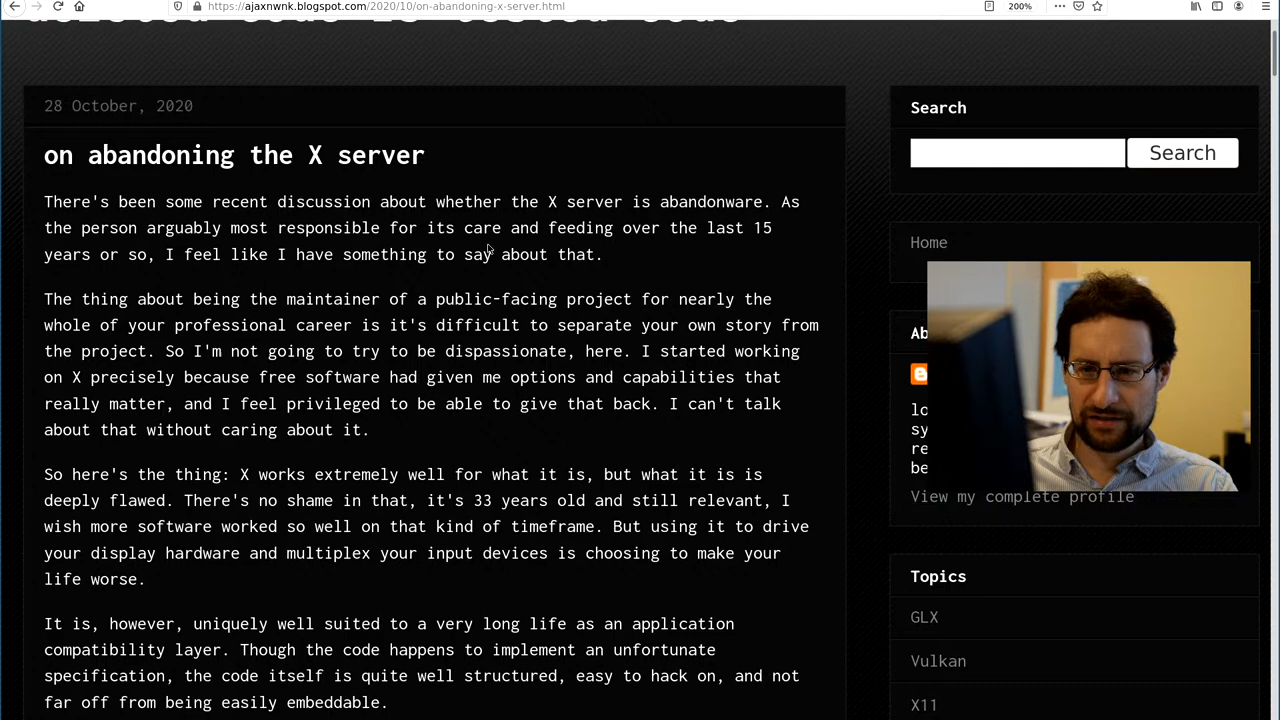 https://ajaxnwnk.blogspot.com/2020/10/on-abandoning-x-server.html
200%
28 October, 2020
on abandoning the X server
There's been some recent discussion about whether the X server is abandonware. As
the person arguably most responsible for its care and feeding over the last 15
years or so, I feel like I have something to say about that.
The thing about being the maintainer of a public-facing project for nearly the
whole of your professional career is it's difficult to separate your own story from
the project. So I'm not going to try to be dispassionate, here. I started working
on X precisely because free software had given me options and capabilities that
really matter, and I feel privileged to be able to give that back. I can't talk
about that without caring about it.
So here's the thing: X works extremely well for what it is, but what it is is
deeply flawed. There's no shame in that, it's 33 years old and still relevant, I
wish more software worked so well on that kind of timeframe. But using it to drive
your display hardware and multiplex your input devices is choosing to make your
life worse.
It is, however, uniquely well suited to a very long life as an application
compatibility layer. Though the code happens to implement an unfortunate
specification, the code itself is quite well structured, easy to hack on, and not
far off from being easily embeddable.
Search
Search
Home
Ab
lo
sy
re
be
View my complete profile
Topics
GLX
Vulkan
X11